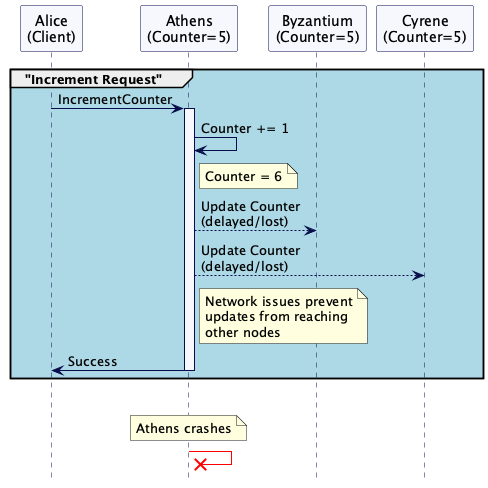 Alice
(Client)
Athens
(Counter=5)
Byzantium
(Counter=5)
Cyrene
(Counter=5)
"Increment Request"
IncrementCounter
Counter += 1
Counter = 6
Update Counter
(delayed/lost)
Update Counter
(delayed/lost)
Network issues prevent
updates from reaching
other nodes
Success
Athens crashes